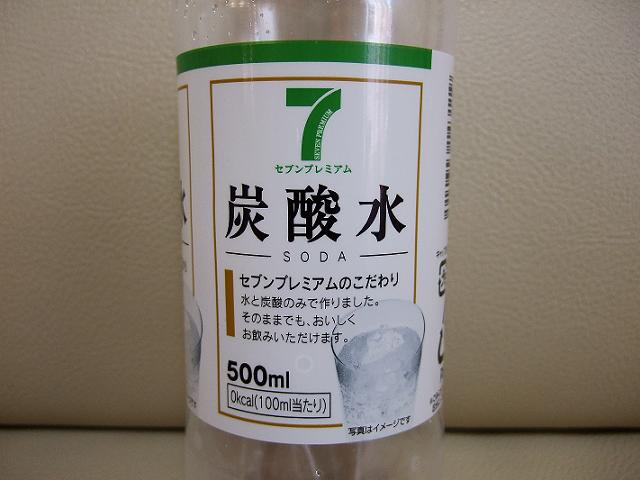 7
SEVEN PREMIUM
セブンプレミアム
炭酸水
SODA
セブンプレミアムのこだわり
水と炭酸のみで作りました。
そのままでも、おいしく
お飲みいただけます。
500ml
0kcal(100ml当たり)
写真はイメージです